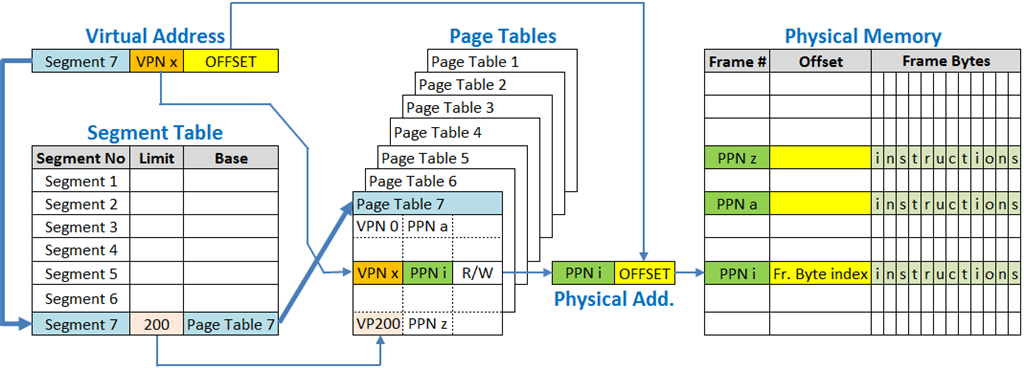 Virtual Address
Segment 7 VPN x OFFSET
Segment Table
Segment No Limit Base
Segment 1
Segment 2
Segment 3
Segment 4
Segment 5
Segment 6
Segment 7 200 Page Table 7
Page Tables
Page Table 1
Page Table 2
Page Table 3
Page Table 4
Page Table 5
Page Table 6
Page Table 7
VPN 0 PPN a
VPN x PPN i R/W
VP200 PPN z
PPN i OFFSET
Physical Add.
Physical Memory
Frame # Offset Frame Bytes
PPN z i n s t r u c t i o n s
PPN a i n s t r u c t i o n s
PPN i Fr. Byte index i n s t r u c t i o n s